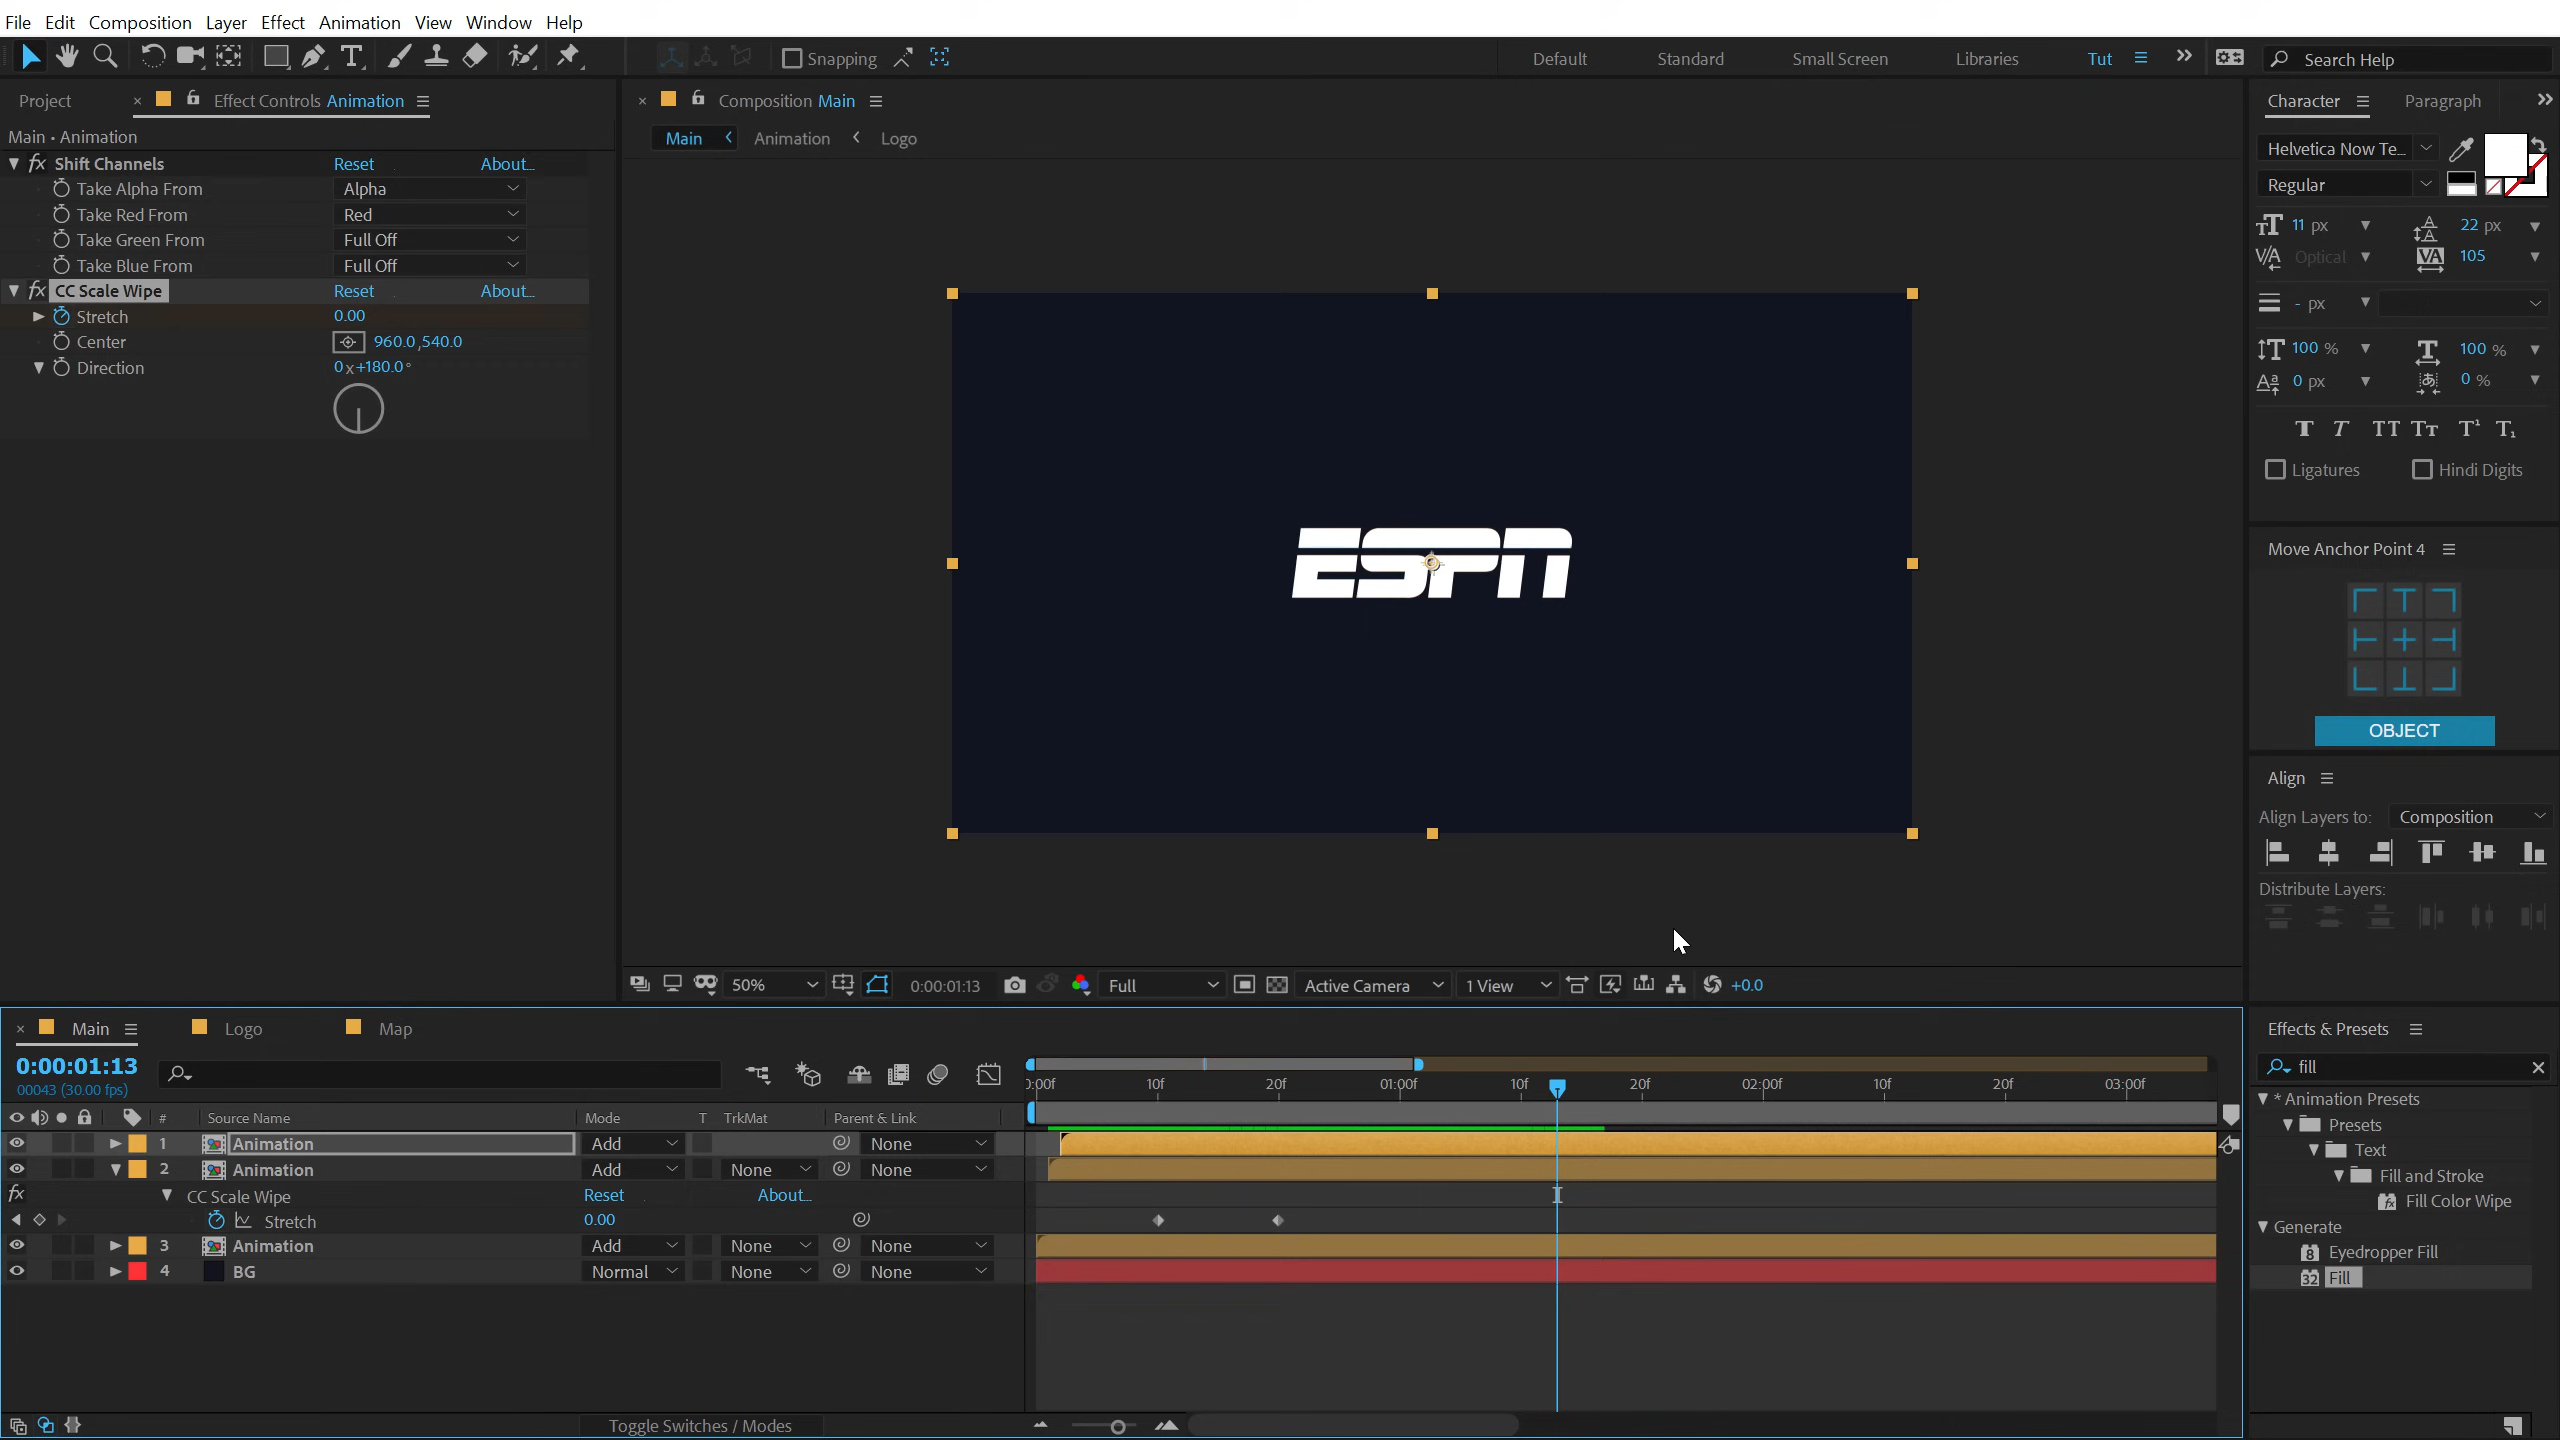 File Edit Composition Layer Effect Animation View Window Help
Snapping
Default Standard Small Screen Libraries Tut
Search Help
Project
Effect Controls Animation
Composition Main
Main • Animation
Main Animation Logo
Shift Channels Reset About...
Take Alpha From Alpha
Take Red From Red
Take Green From Full Off
Take Blue From Full Off
CC Scale Wipe Reset About...
Stretch 0.00
Center 960.0,540.0
Direction 0x+180.0°
ESPN
50% 0:00:01:13 Full Active Camera 1 View +0.0
Character Paragraph
Helvetica Now Te...
Regular
11 px 22 px
Optical 105
- px
100 % 100 %
0 px 0 %
Ligatures Hindi Digits
Move Anchor Point 4
OBJECT
Align
Align Layers to: Composition
Distribute Layers:
Effects & Presets
fill
* Animation Presets
Presets
Text
Fill and Stroke
Fill Color Wipe
Generate
8 Eyedropper Fill
32 Fill
Main Logo Map
0:00:01:13
00043 (30.00 fps)
0:00f 10f 20f 01:00f 10f 20f 02:00f 10f 20f 03:00f
# Source Name Mode T TrkMat Parent & Link
1 Animation Add None
2 Animation Add None None
fx CC Scale Wipe Reset About...
Stretch 0.00
3 Animation Add None None
4 BG Normal None None
Toggle Switches / Modes